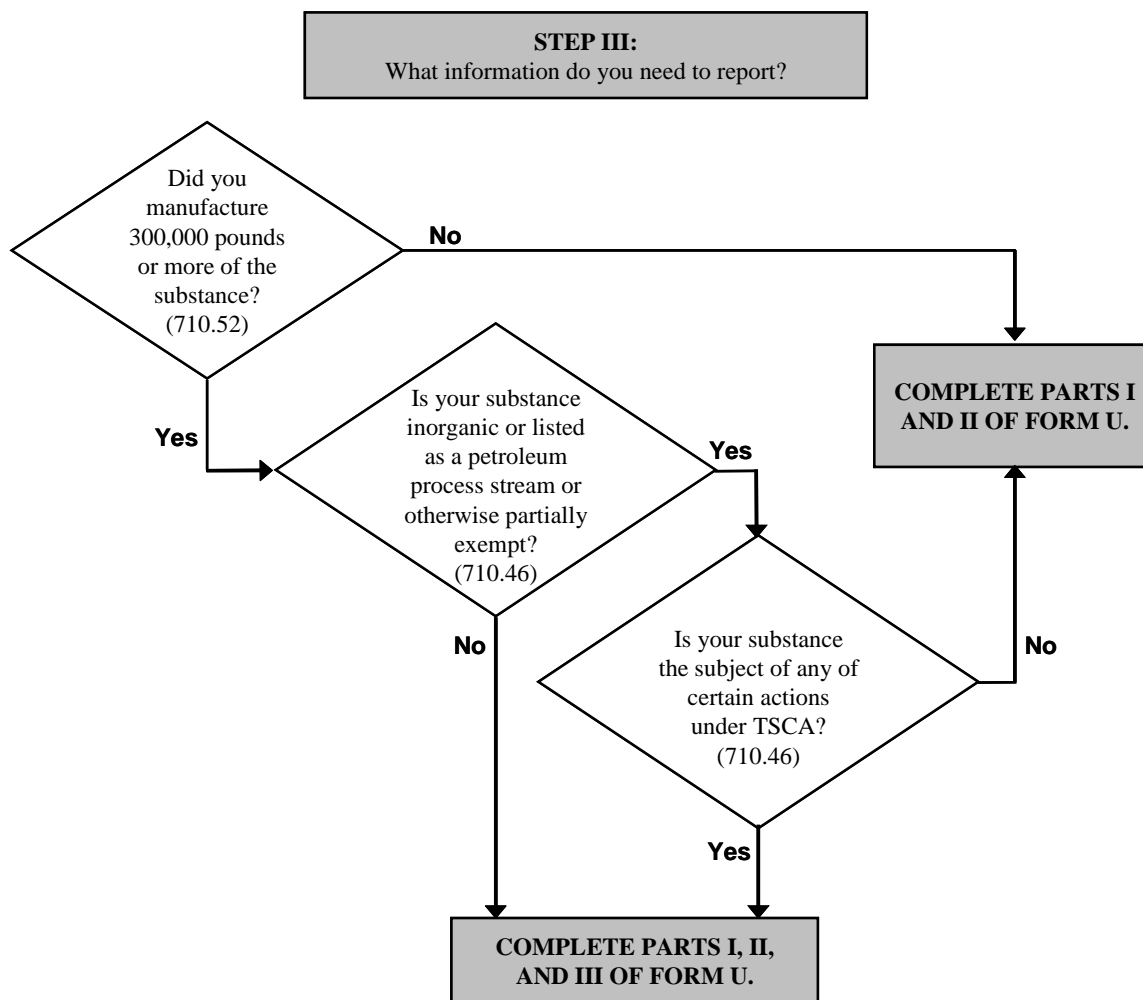 STEP III:
What information do you need to report?
Did you
manufacture
300,000 pounds
or more of the
substance?
(710.52)
No
Yes
Is your substance
inorganic or listed
as a petroleum
process stream or
otherwise partially
exempt?
(710.46)
Yes
No
COMPLETE PARTS I
AND II OF FORM U.
Is your substance
the subject of any of
certain actions
under TSCA?
(710.46)
No
Yes
COMPLETE PARTS I, II,
AND III OF FORM U.